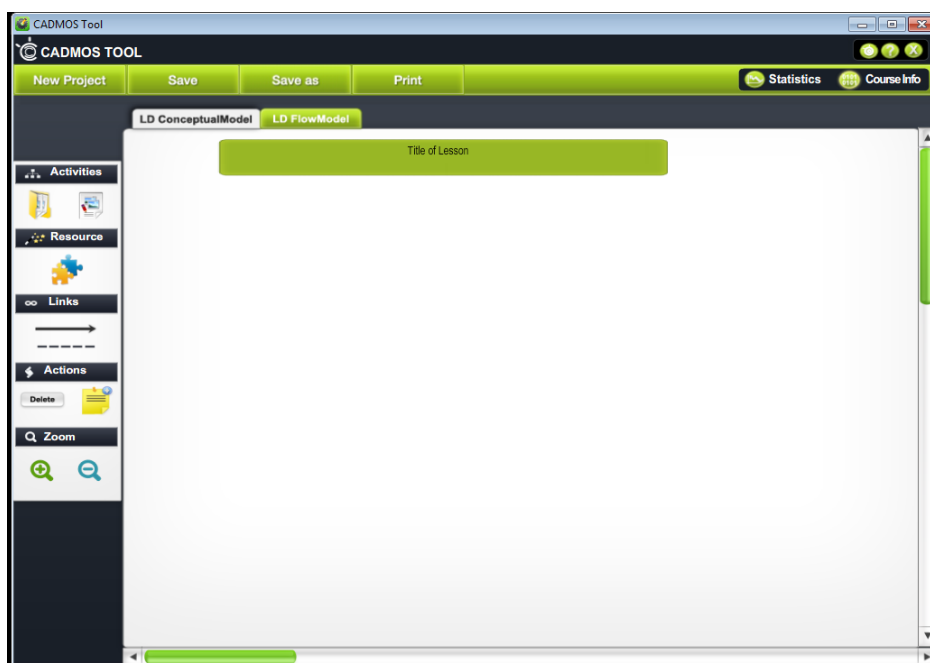 CADMOS Tool
CADMOS TOOL
New Project Save Save as Print Statistics Course Info
LD ConceptualModel LD FlowModel
Title of Lesson
Activities
Resource
Links
Actions
Delete
Zoom